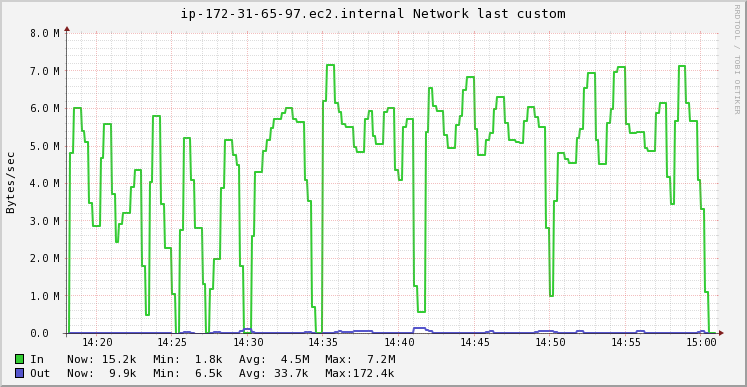 ip-172-31-65-97.ec2.internal Network last custom
RRDTOOL / TOBI OETIKER
Bytes/sec
8.0 M
7.0 M
6.0 M
5.0 M
4.0 M
3.0 M
2.0 M
1.0 M
0.0
14:20 14:25 14:30 14:35 14:40 14:45 14:50 14:55 15:00
In Now: 15.2k Min: 1.8k Avg: 4.5M Max: 7.2M
Out Now: 9.9k Min: 6.5k Avg: 33.7k Max:172.4k